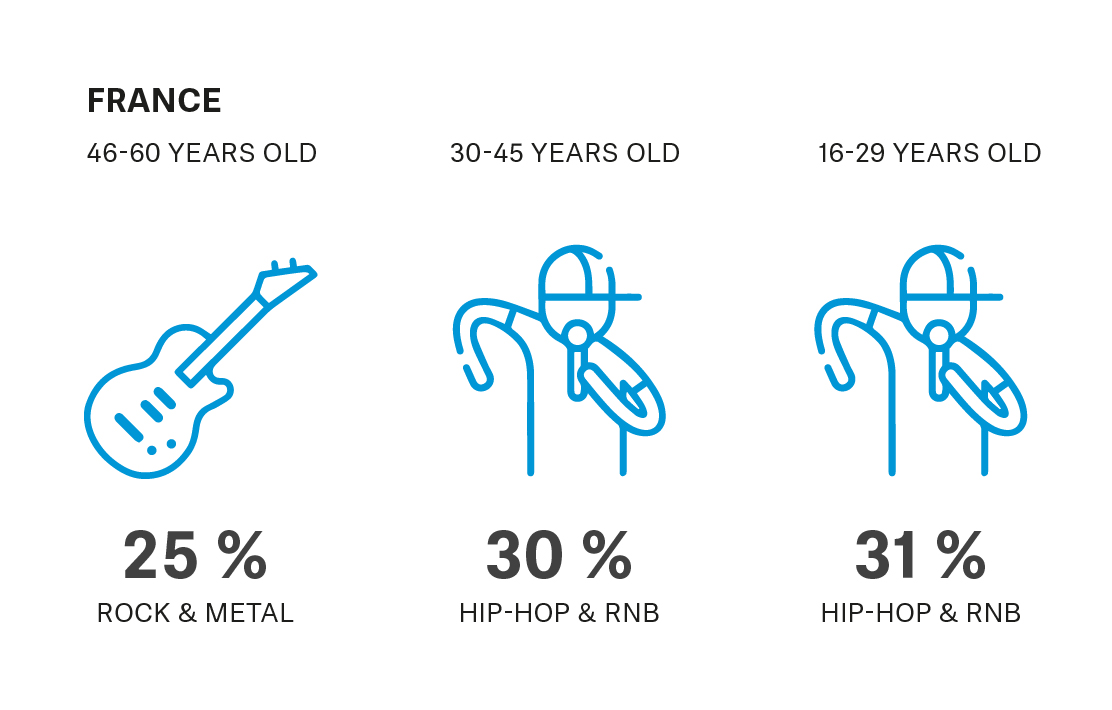 FRANCE
46-60 YEARS OLD
30-45 YEARS OLD
16-29 YEARS OLD
25 %
30 %
31 %
ROCK & METAL
HIP-HOP & RNB
HIP-HOP & RNB